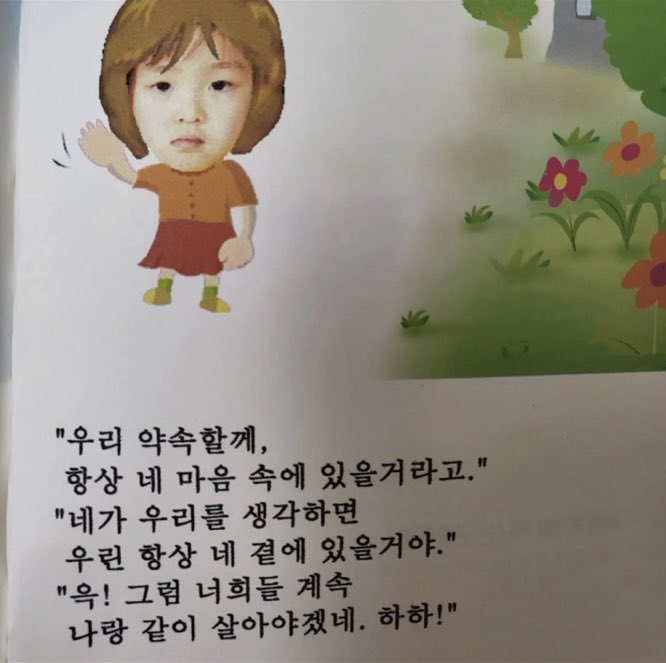 "우리 약속할께,
항상 네 마음 속에 있을거라고."
"네가 우리를 생각하면
우린 항상 네 곁에 있을거야."
"윽! 그럼 너희들 계속
나랑 같이 살아야겠네. 하하!"